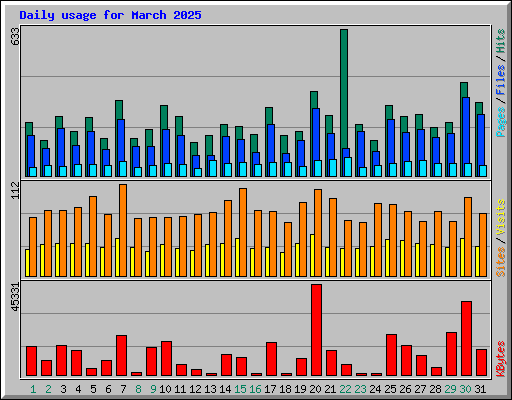 Daily usage for March 2025
633
Pages / Files / Hits
112
Sites / Visits
45331
KBytes
1 2 3 4 5 6 7 8 9 10 11 12 13 14 15 16 17 18 19 20 21 22 23 24 25 26 27 28 29 30 31